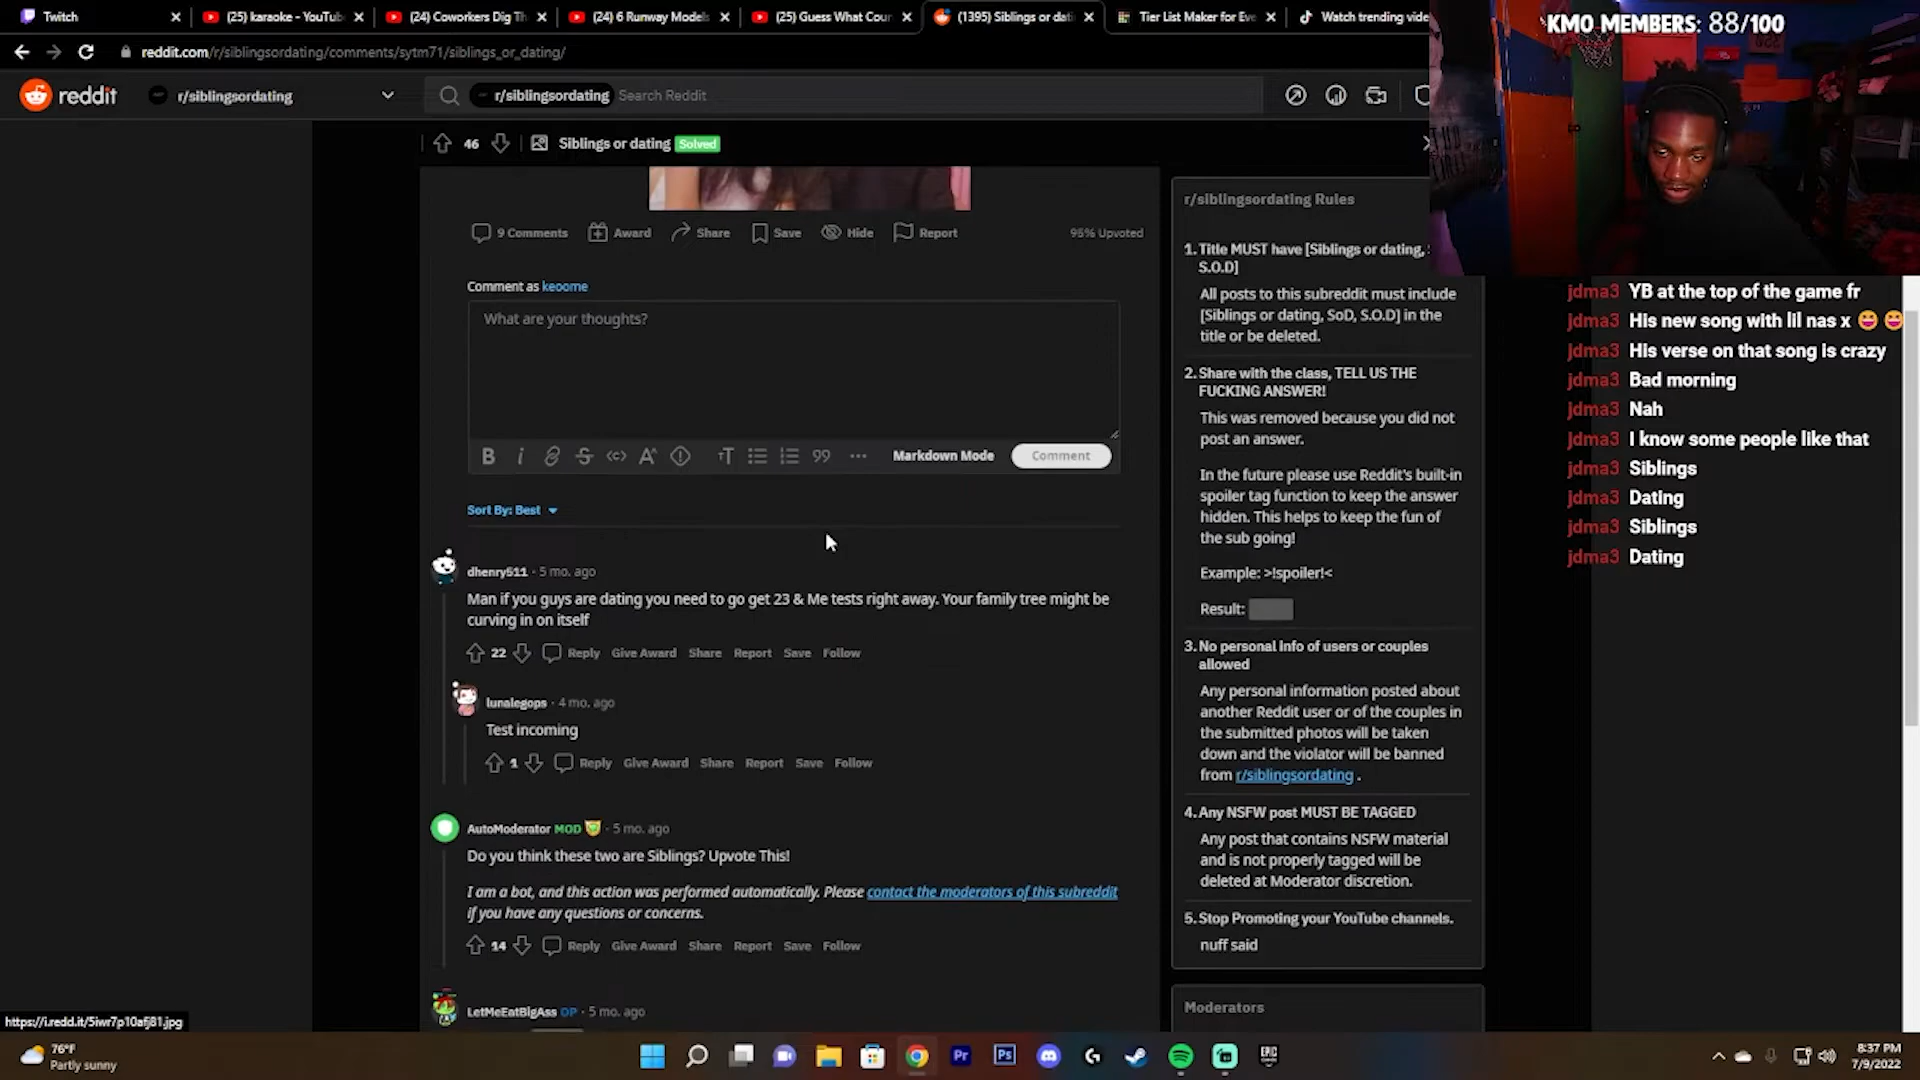 Twitch
(25) karaoke - YouTub
(24) Coworkers Dig Th
(24) 6 Runway Models
(25) Guess What Cour
(1395) Siblings or dati
Tier List Maker for Eve
Watch trending vide
KMO MEMBERS: 88/100
reddit.com/r/siblingsordating/comments/sytm71/siblings_or_dating/
reddit
r/siblingsordating
r/siblingsordating Search Reddit
46 Siblings or dating Solved
9 Comments Award Share Save Hide Report 95% Upvoted
Comment as keoome
What are your thoughts?
B i Markdown Mode Comment
Sort By: Best
dhenry511 · 5 mo. ago
Man if you guys are dating you need to go get 23 & Me tests right away. Your family tree might be
curving in on itself
22 Reply Give Award Share Report Save Follow
lunalegops · 4 mo. ago
Test incoming
1 Reply Give Award Share Report Save Follow
AutoModerator MOD · 5 mo. ago
Do you think these two are Siblings? Upvote This!
I am a bot, and this action was performed automatically. Please contact the moderators of this subreddit
if you have any questions or concerns.
14 Reply Give Award Share Report Save Follow
LetMeEatBigAss OP · 5 mo. ago
r/siblingsordating Rules
1. Title MUST have [Siblings or dating,
S.O.D]
All posts to this subreddit must include
[Siblings or dating, SoD, S.O.D] in the
title or be deleted.
2. Share with the class, TELL US THE
FUCKING ANSWER!
This was removed because you did not
post an answer.
In the future please use Reddit's built-in
spoiler tag function to keep the answer
hidden. This helps to keep the fun of
the sub going!
Example: >!spoiler!<
Result:
3. No personal info of users or couples
allowed
Any personal information posted about
another Reddit user or of the couples in
the submitted photos will be taken
down and the violator will be banned
from r/siblingsordating .
4. Any NSFW post MUST BE TAGGED
Any post that contains NSFW material
and is not properly tagged will be
deleted at Moderator discretion.
5. Stop Promoting your YouTube channels.
nuff said
Moderators
jdma3 YB at the top of the game fr
jdma3 His new song with lil nas x
jdma3 His verse on that song is crazy
jdma3 Bad morning
jdma3 Nah
jdma3 I know some people like that
jdma3 Siblings
jdma3 Dating
jdma3 Siblings
jdma3 Dating
https://i.redd.it/5iwr7p10afj81.jpg
76°F
Partly sunny
Pr
Ps
EPIC
8:37 PM
7/9/2022